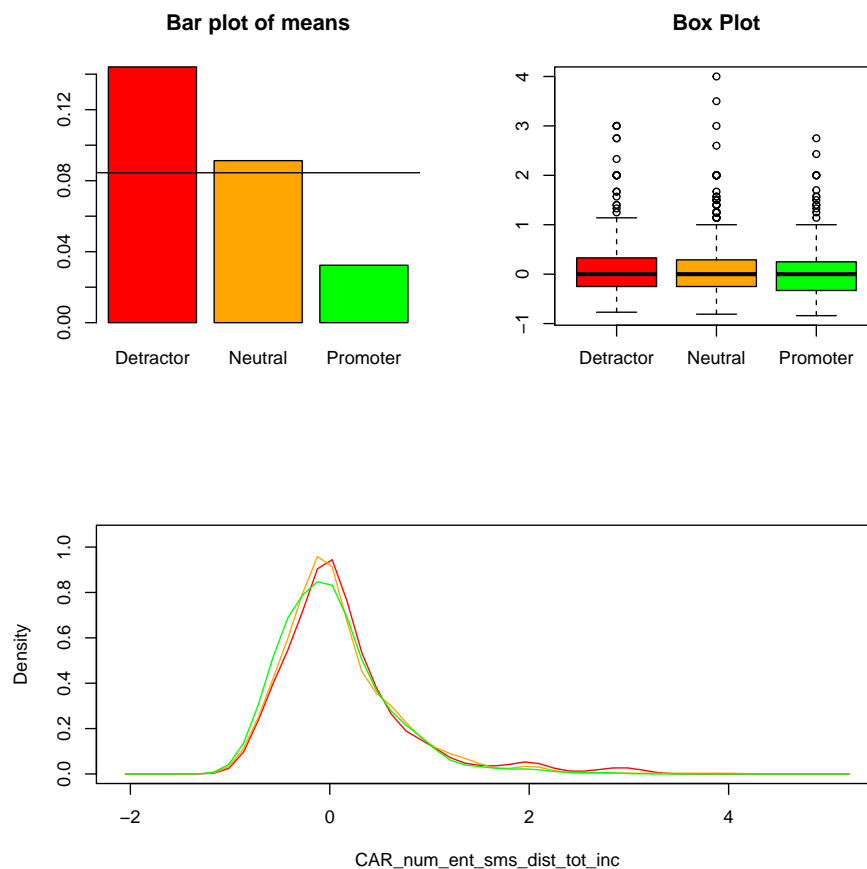 Bar plot of means
0.00
0.04
0.08
0.12
Detractor Neutral Promoter
Box Plot
−1
0
1
2
3
4
Detractor Neutral Promoter
Density
0.0
0.2
0.4
0.6
0.8
1.0
−2 0 2 4
CAR_num_ent_sms_dist_tot_inc